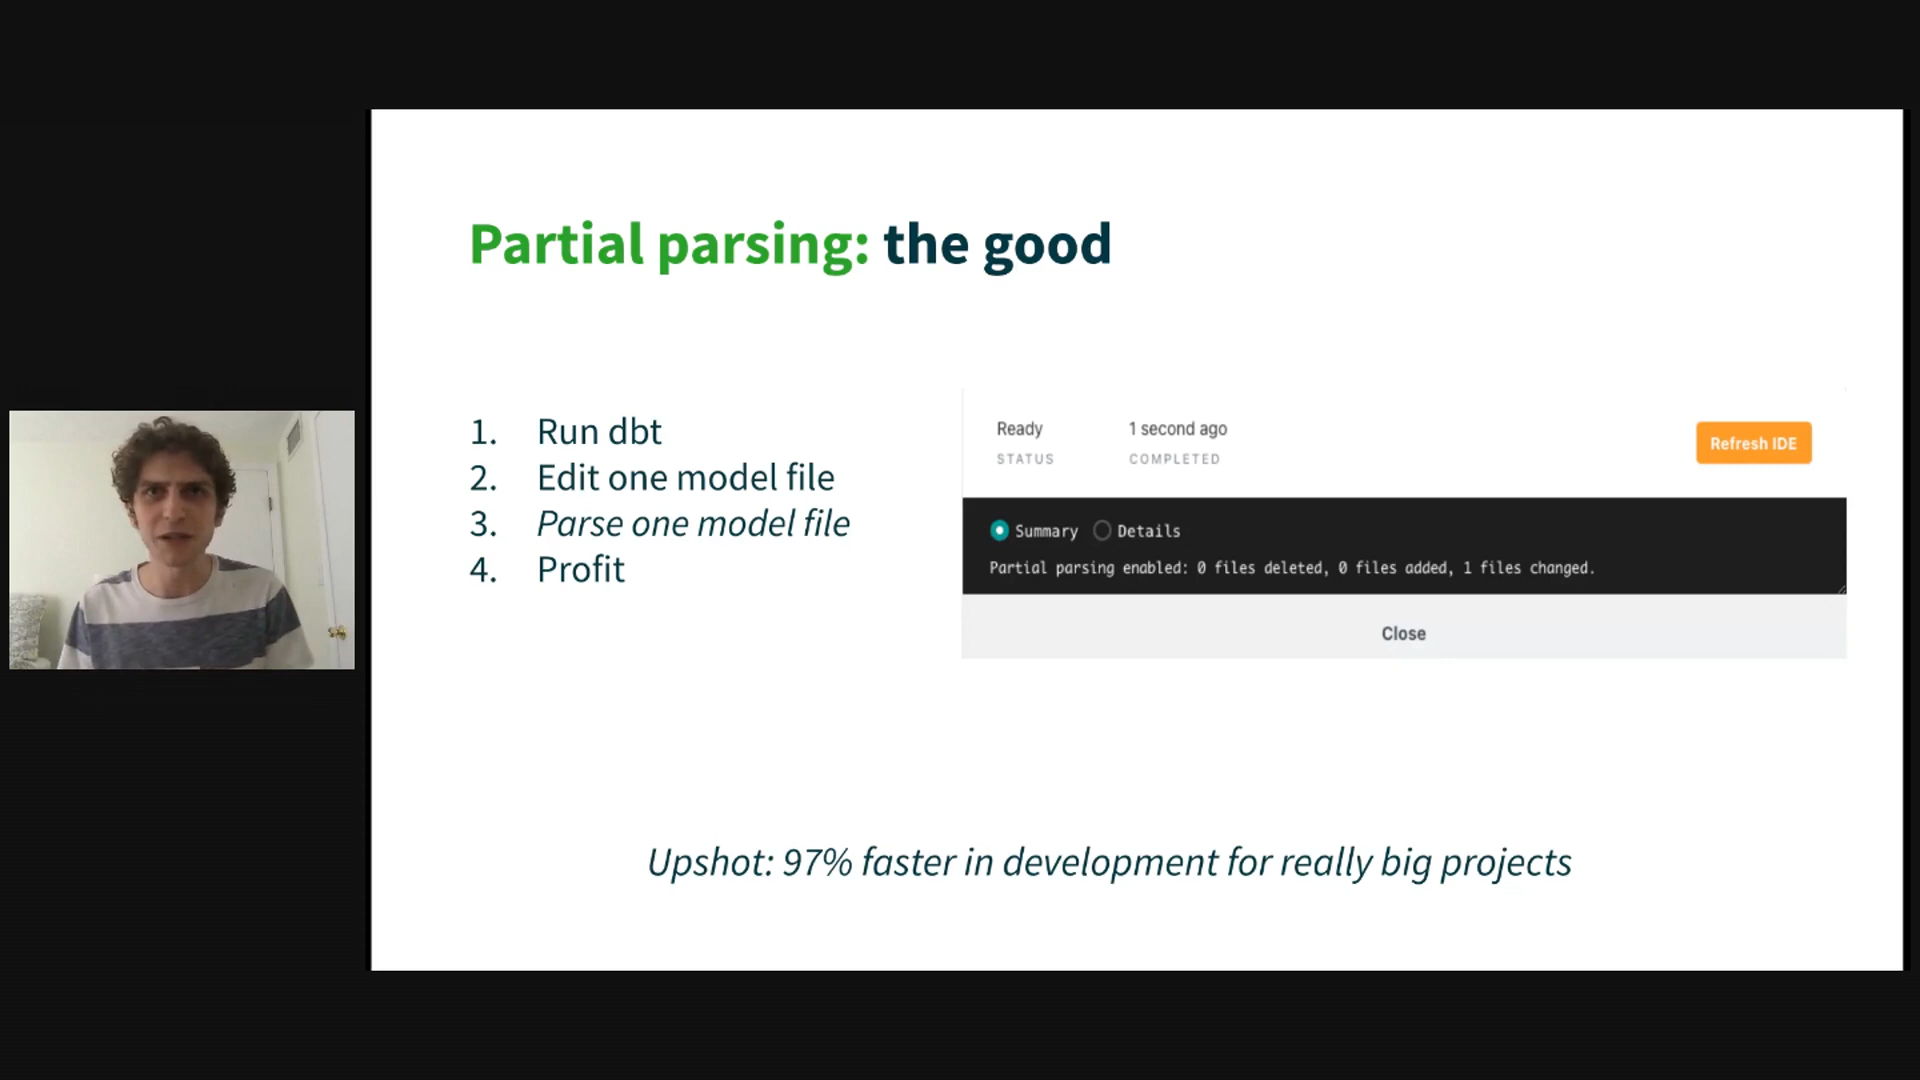 Partial parsing: the good
1. Run dbt
2. Edit one model file
3. Parse one model file
4. Profit
Ready
STATUS
1 second ago
COMPLETED
Refresh IDE
Summary Details
Partial parsing enabled: 0 files deleted, 0 files added, 1 files changed.
Close
Upshot: 97% faster in development for really big projects